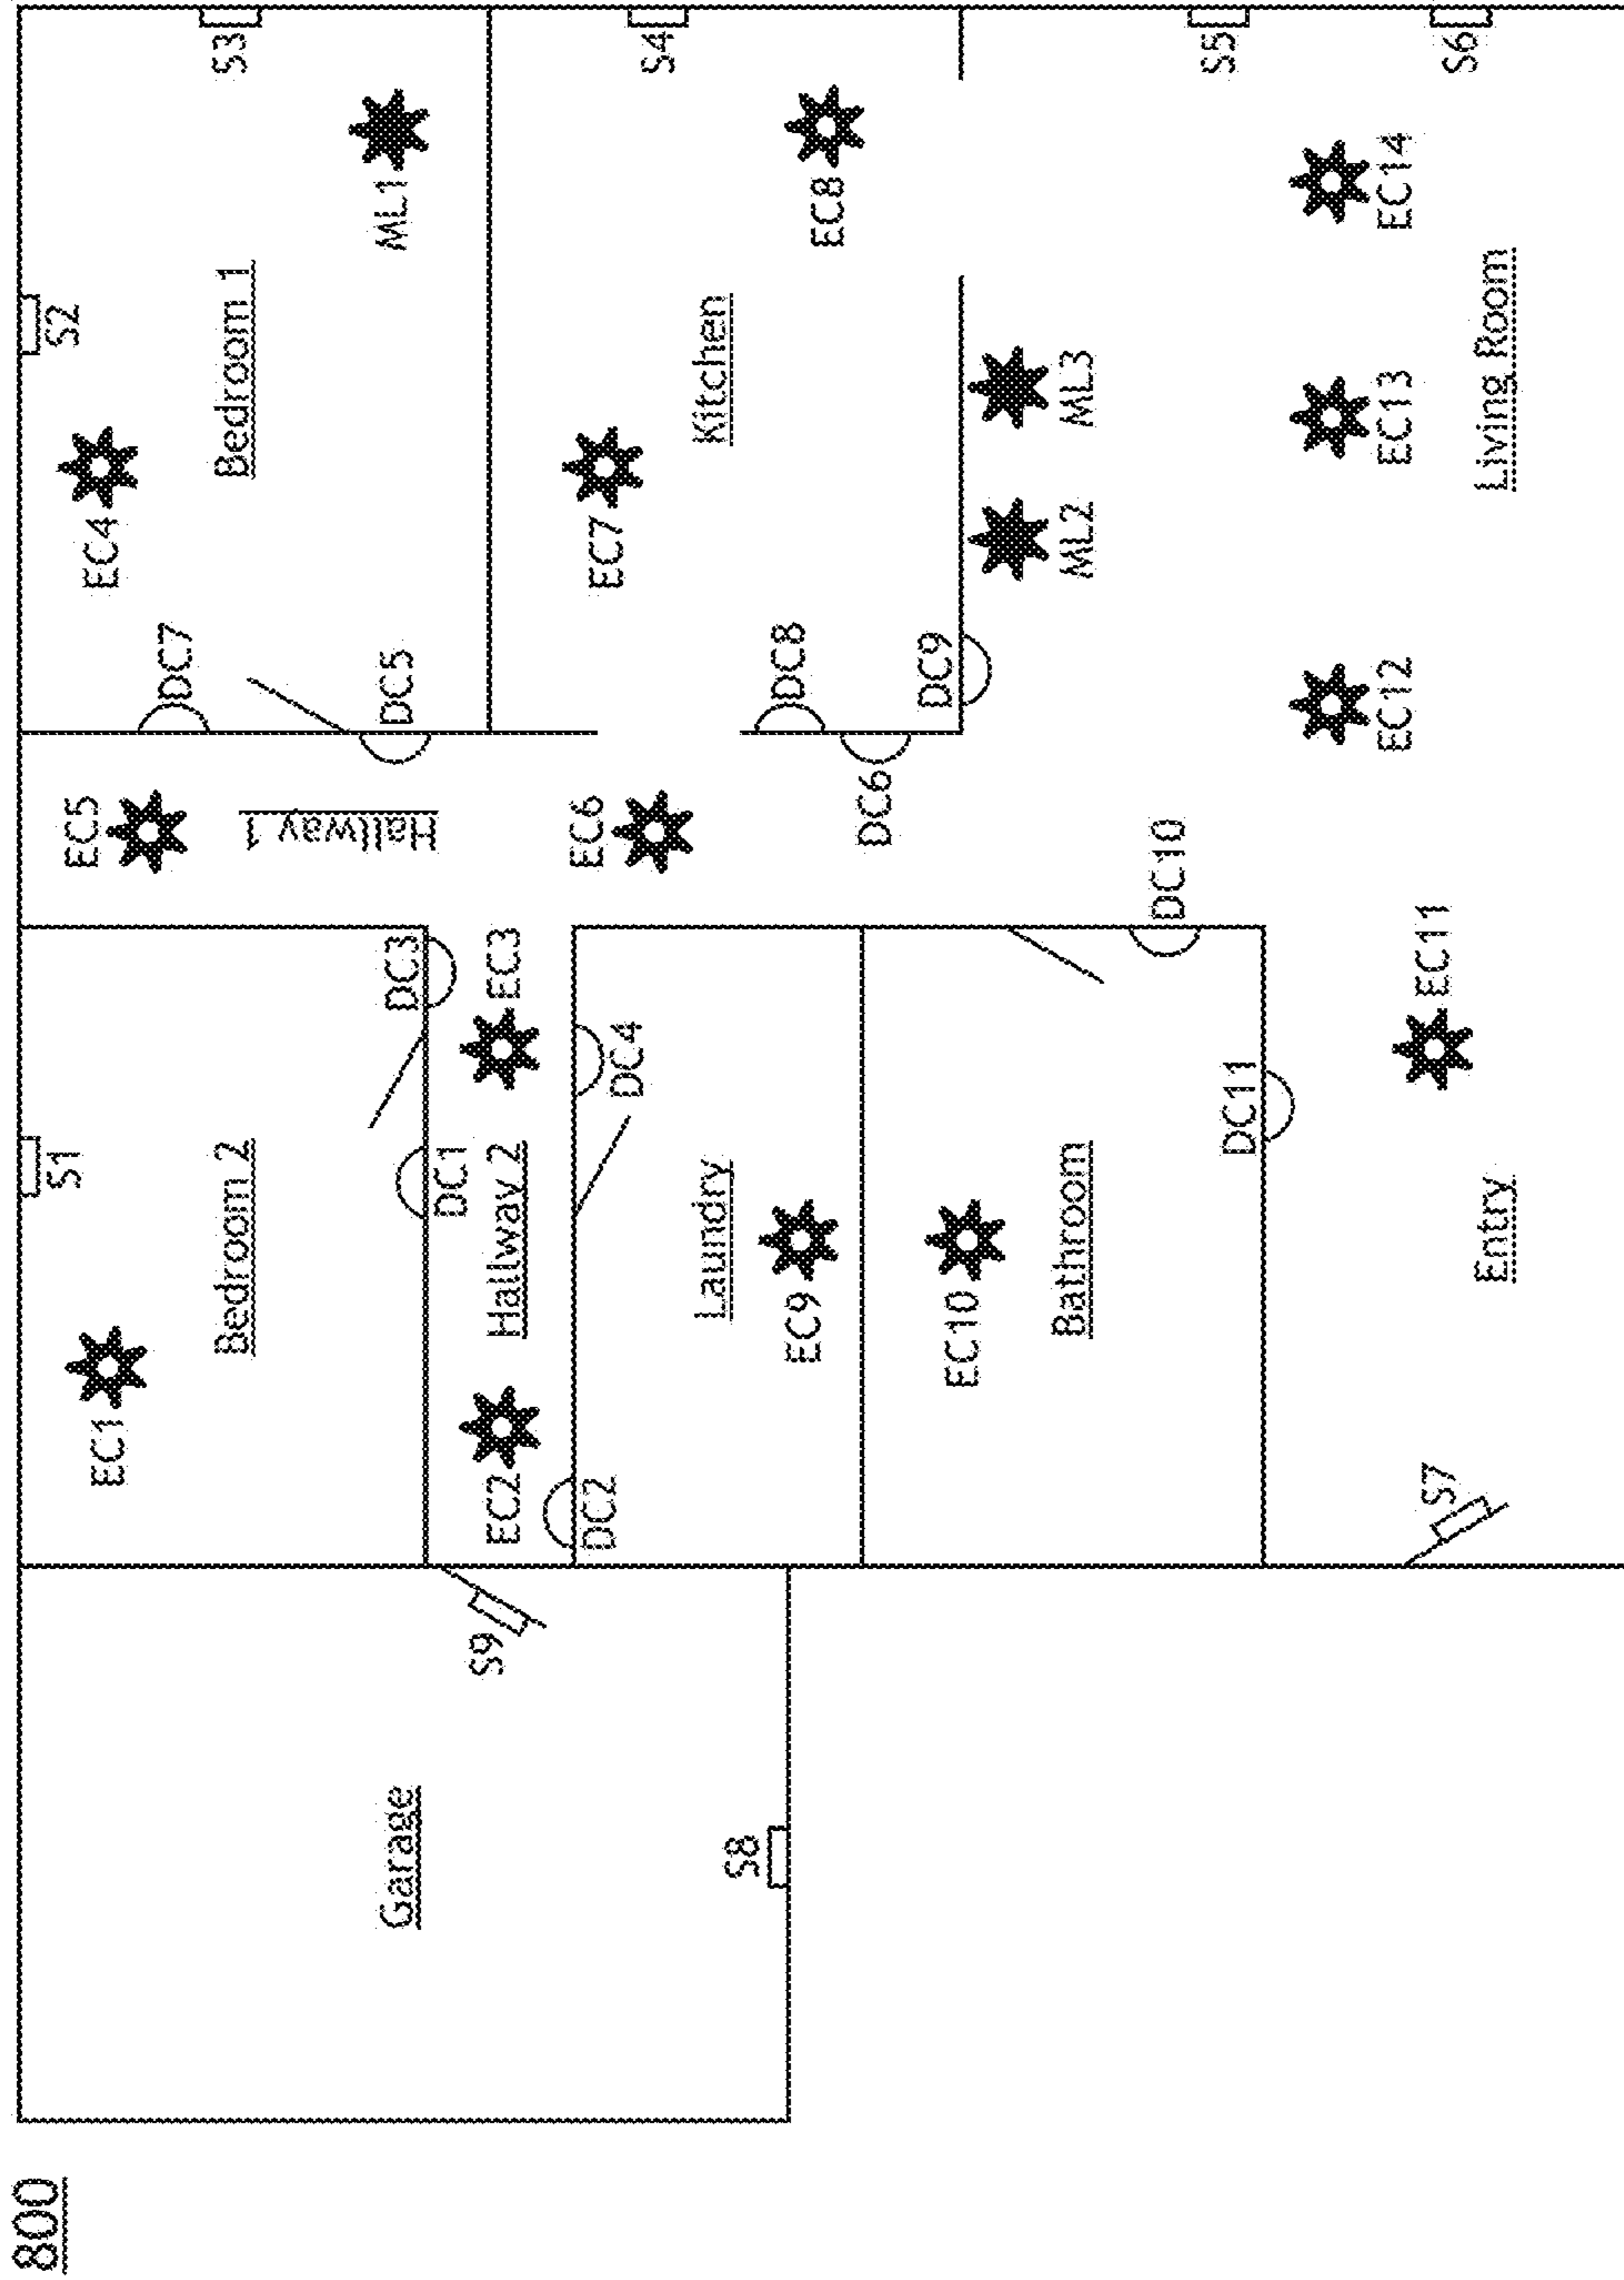 800
S1
S2
EC5
EC1
EC4
DC7
Bedroom 2
Bedroom 1
S3
Hallway 1
Garage
DC3
DC5
ML1
DC1
S9
EC2
Hallway 2
EC3
DC2
EC6
EC7
DC4
S4
Laundry
Kitchen
S8
EC9
DC8
EC8
DC6
DC9
EC10
Bathroom
ML2
ML3
DC10
S5
DC11
EC12
EC13
EC14
S7
EC11
S6
Entry
Living Room